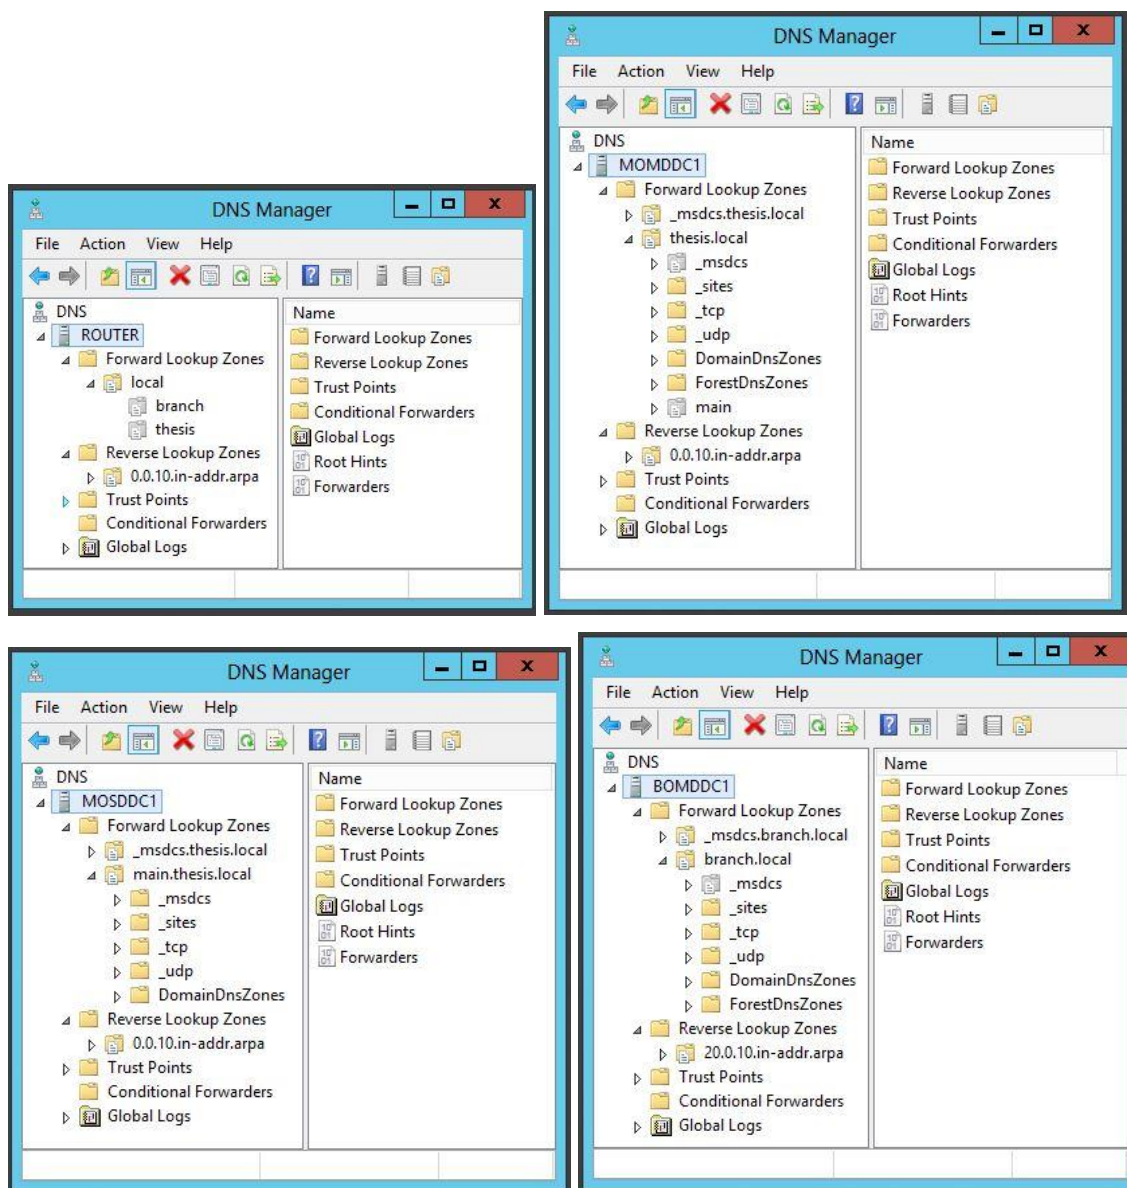 DNS Manager
File Action View Help
DNS
ROUTER
Forward Lookup Zones
local
branch
thesis
Reverse Lookup Zones
0.0.10.in-addr.arpa
Trust Points
Conditional Forwarders
Global Logs
Name
Forward Lookup Zones
Reverse Lookup Zones
Trust Points
Conditional Forwarders
Global Logs
Root Hints
Forwarders
DNS Manager
File Action View Help
DNS
MOMDDC1
Forward Lookup Zones
_msdcs.thesis.local
thesis.local
_msdcs
_sites
_tcp
_udp
DomainDnsZones
ForestDnsZones
main
Reverse Lookup Zones
0.0.10.in-addr.arpa
Trust Points
Conditional Forwarders
Global Logs
Name
Forward Lookup Zones
Reverse Lookup Zones
Trust Points
Conditional Forwarders
Global Logs
Root Hints
Forwarders
DNS Manager
File Action View Help
DNS
MOSDDC1
Forward Lookup Zones
_msdcs.thesis.local
main.thesis.local
_msdcs
_sites
_tcp
_udp
DomainDnsZones
Reverse Lookup Zones
0.0.10.in-addr.arpa
Trust Points
Conditional Forwarders
Global Logs
Name
Forward Lookup Zones
Reverse Lookup Zones
Trust Points
Conditional Forwarders
Global Logs
Root Hints
Forwarders
DNS Manager
File Action View Help
DNS
BOMDDC1
Forward Lookup Zones
_msdcs.branch.local
branch.local
_msdcs
_sites
_tcp
_udp
DomainDnsZones
ForestDnsZones
Reverse Lookup Zones
20.0.10.in-addr.arpa
Trust Points
Conditional Forwarders
Global Logs
Name
Forward Lookup Zones
Reverse Lookup Zones
Trust Points
Conditional Forwarders
Global Logs
Root Hints
Forwarders